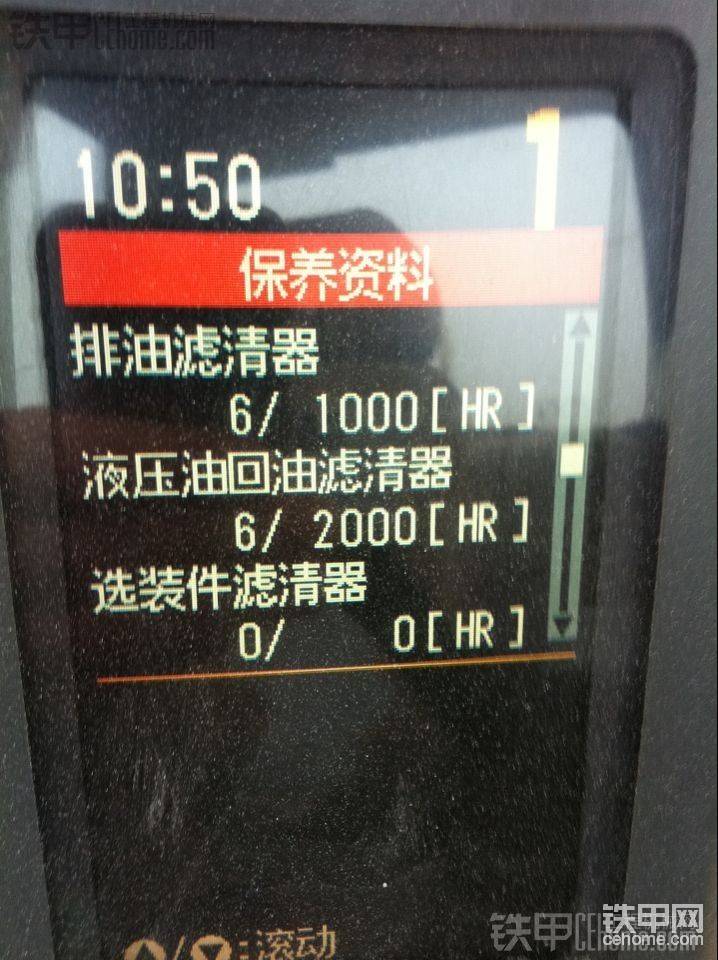 铁甲 CEhome.com
10:50
1
保养资料
排油滤清器
6/ 1000[HR]
液压油回油滤清器
6/ 2000[HR]
选装件滤清器
0/ 0[HR]
:滚动
铁甲网
cehome.com